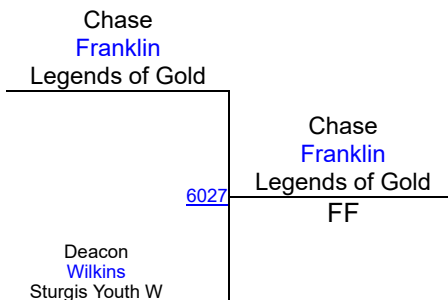 Chase
Franklin
Legends of Gold
Chase
Franklin
Legends of Gold
6027
FF
Deacon
Wilkins
Sturgis Youth W